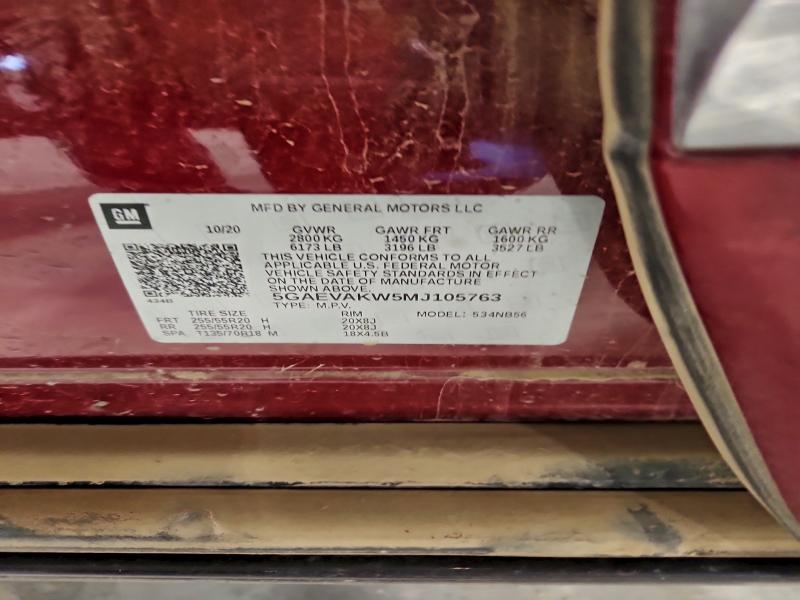 GM
MFD BY GENERAL MOTORS LLC
10/20 GVWR GAWR FRT GAWR RR
2800 KG 1450 KG 1600 KG
6173 LB 3196 LB 3527 LB
THIS VEHICLE CONFORMS TO ALL
APPLICABLE U.S. FEDERAL MOTOR
VEHICLE SAFETY STANDARDS IN EFFECT
ON THE DATE OF MANUFACTURE
SHOWN ABOVE.
434B
5GAEVAKW5MJ105763
TYPE: M.P.V. MODEL: 534NB56
TIRE SIZE RIM
FRT 255/55R20 H 20X8J
RR 255/55R20 H 20X8J
SPA T135/70R18 M 18X4.5B